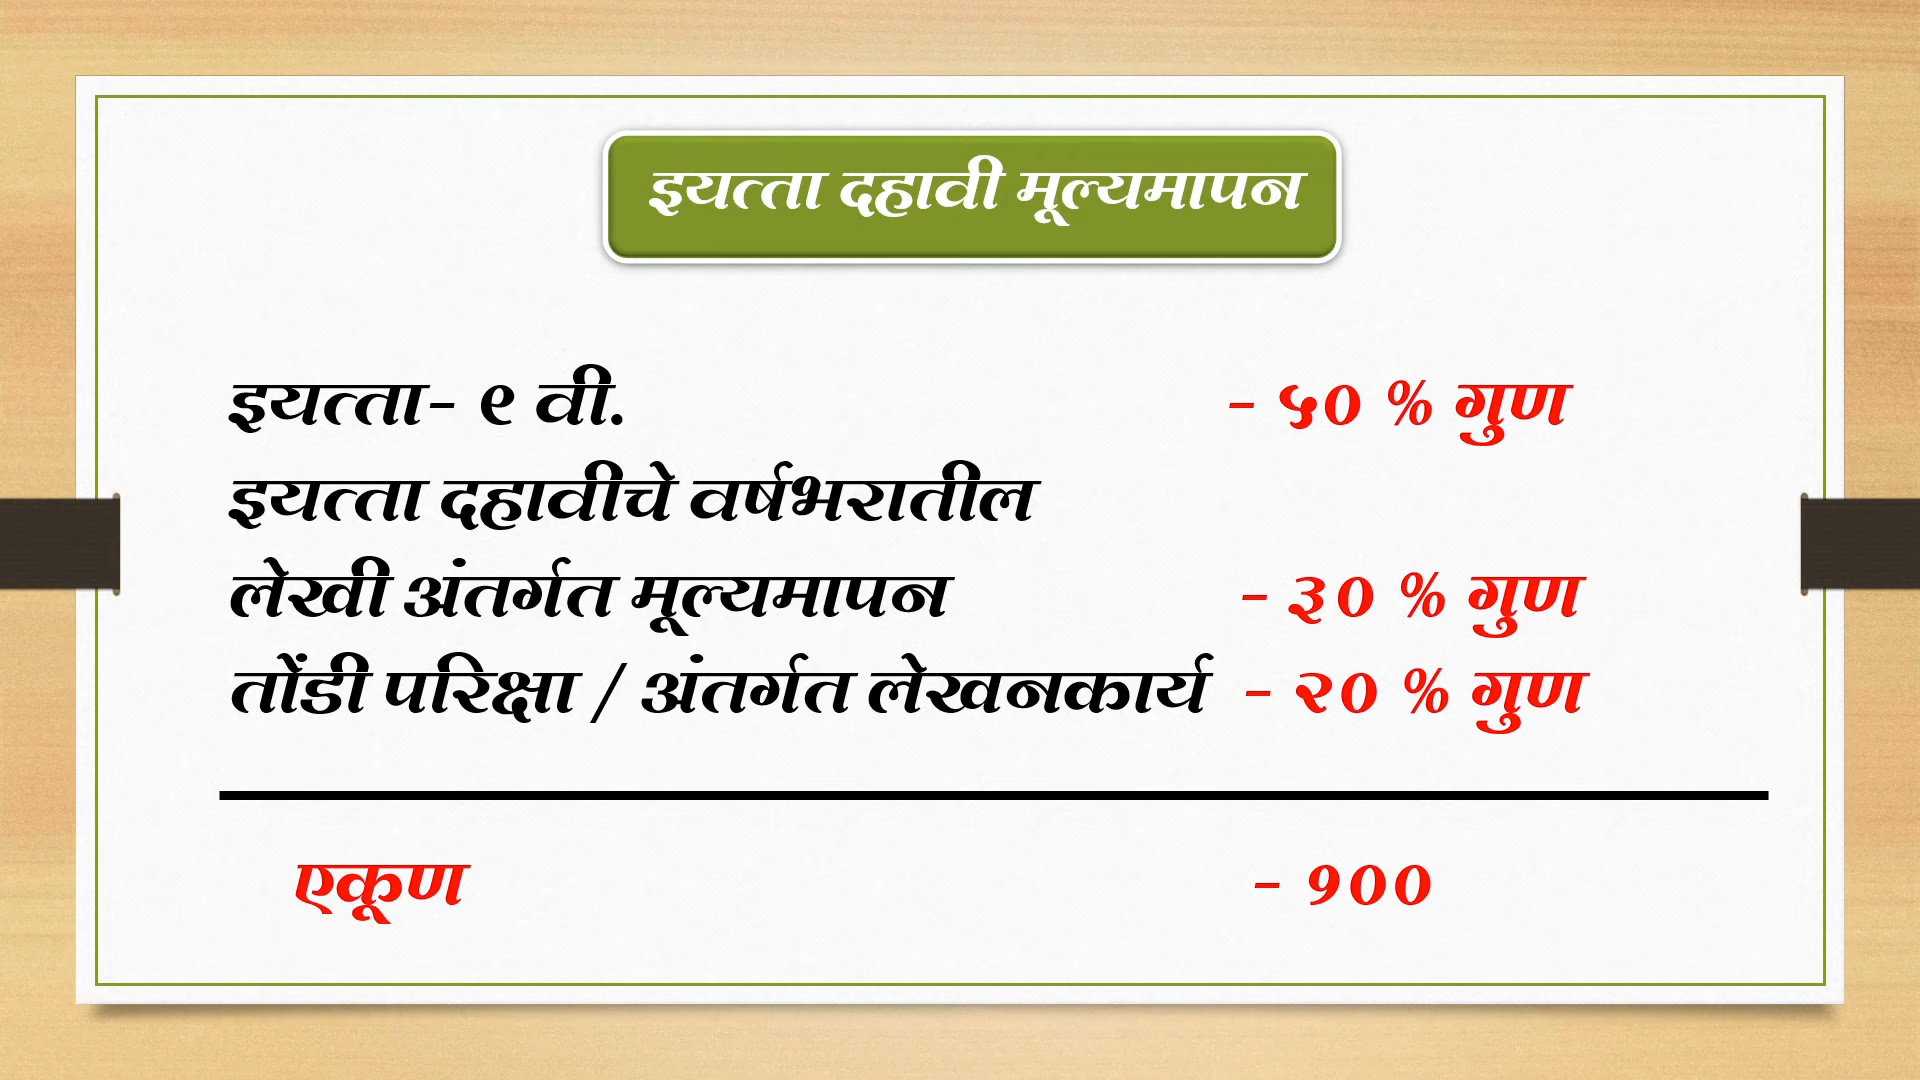 इयत्ता दहावी मूल्यमापन
इयत्ता- ९ वी. - ५० % गुण
इयत्ता दहावीचे वर्षभरातील
लेखी अंतर्गत मूल्यमापन - ३० % गुण
तोंडी परिक्षा / अंतर्गत लेखनकार्य - २० % गुण
एकूण - १००